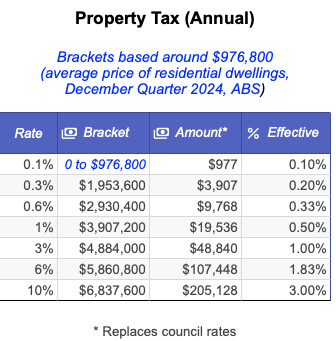 Property Tax (Annual)
Brackets based around $976,800
(average price of residential dwellings,
December Quarter 2024, ABS)
Rate Bracket Amount* % Effective
0.1% 0 to $976,800 $977 0.10%
0.3% $1,953,600 $3,907 0.20%
0.6% $2,930,400 $9,768 0.33%
1% $3,907,200 $19,536 0.50%
3% $4,884,000 $48,840 1.00%
6% $5,860,800 $107,448 1.83%
10% $6,837,600 $205,128 3.00%
* Replaces council rates